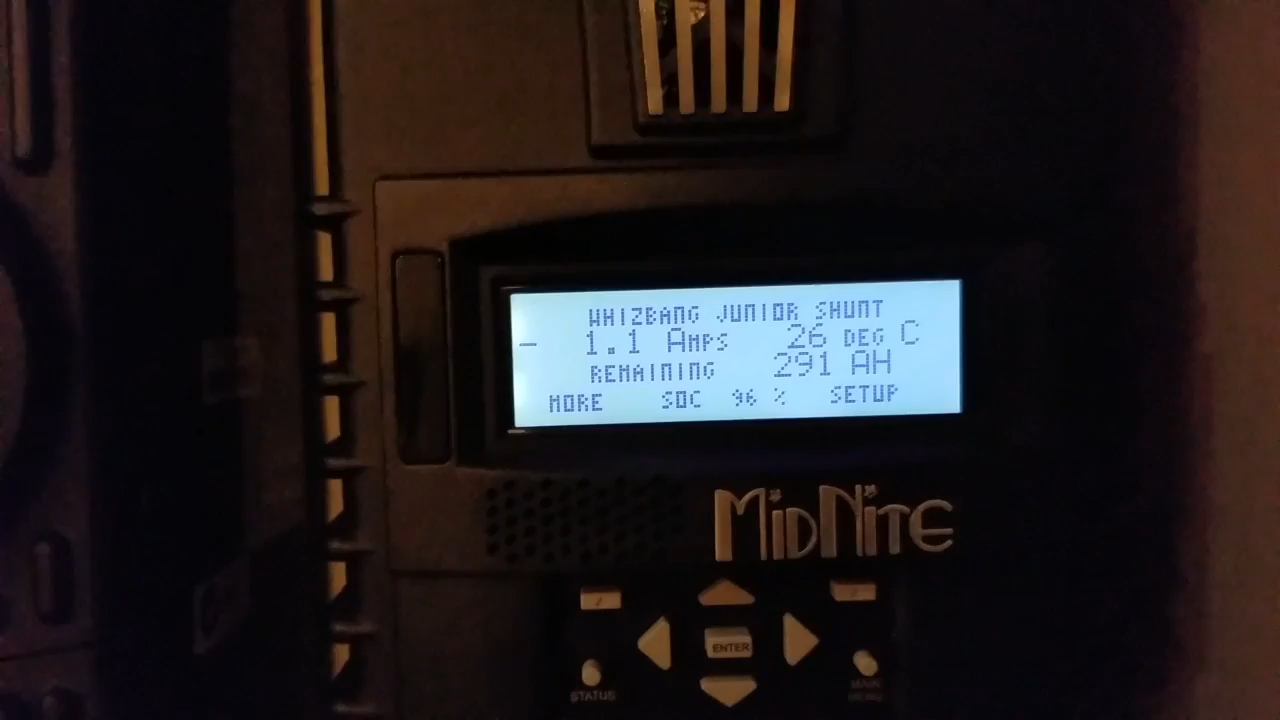 WHIZBANG JUNIOR SHUNT
- 1.1 AMPS 26 DEG C
REMAINING 291 AH
MORE SOC 96 % SETUP
MIDNITE
ENTER
STATUS
MAIN
MENU